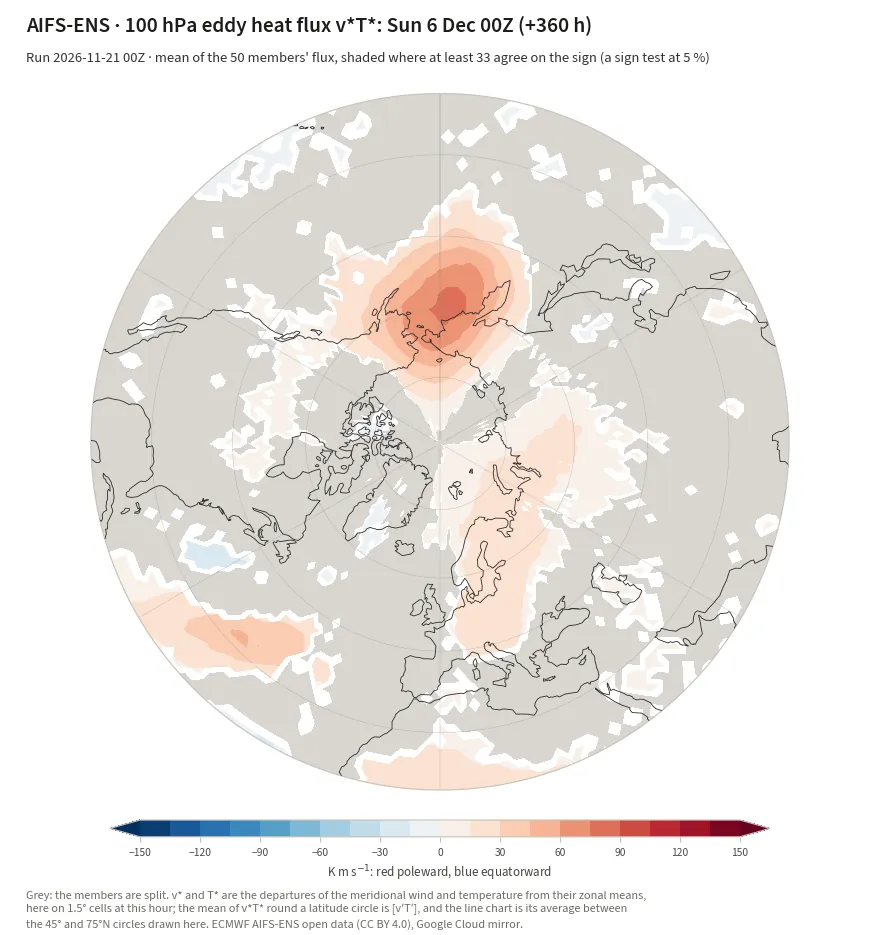 AIFS-ENS · 100 hPa eddy heat flux v*T*: Sun 6 Dec 00Z (+360 h)
Run 2026-11-21 00Z · mean of the 50 members' flux, shaded where at least 33 agree on the sign (a sign test at 5 %)
−150 −120 −90 −60 −30 0 30 60 90 120 150
K m s⁻¹: red poleward, blue equatorward
Grey: the members are split. v* and T* are the departures of the meridional wind and temperature from their zonal means,
here on 1.5° cells at this hour; the mean of v*T* round a latitude circle is [v'T'], and the line chart is its average between
the 45° and 75°N circles drawn here. ECMWF AIFS-ENS open data (CC BY 4.0), Google Cloud mirror.